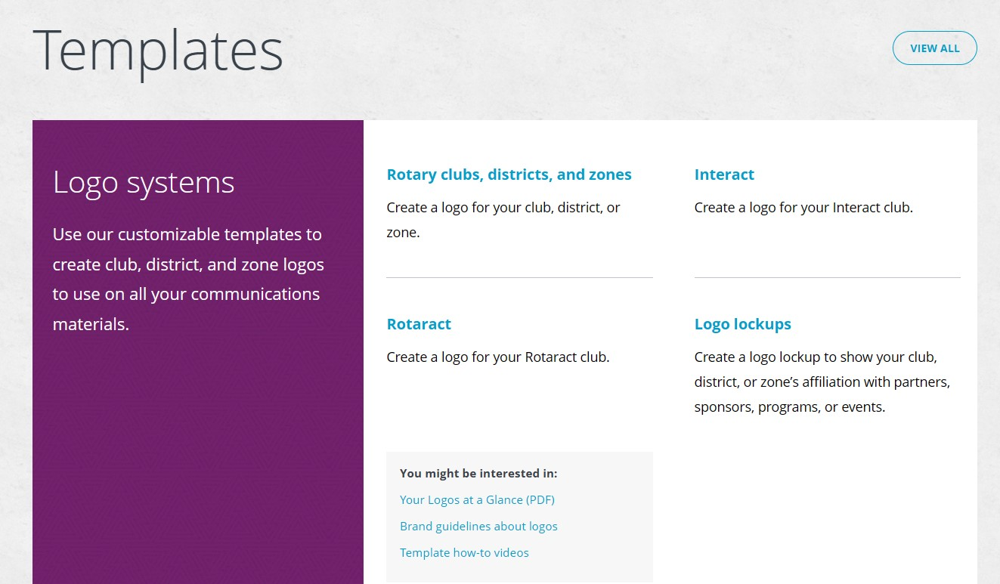 Templates
VIEW ALL
Logo systems
Use our customizable templates to
create club, district, and zone logos
to use on all your communications
materials.
Rotary clubs, districts, and zones
Create a logo for your club, district, or
zone.
Interact
Create a logo for your Interact club.
Rotaract
Create a logo for your Rotaract club.
Logo lockups
Create a logo lockup to show your club,
district, or zone’s affiliation with partners,
sponsors, programs, or events.
You might be interested in:
Your Logos at a Glance (PDF)
Brand guidelines about logos
Template how-to videos